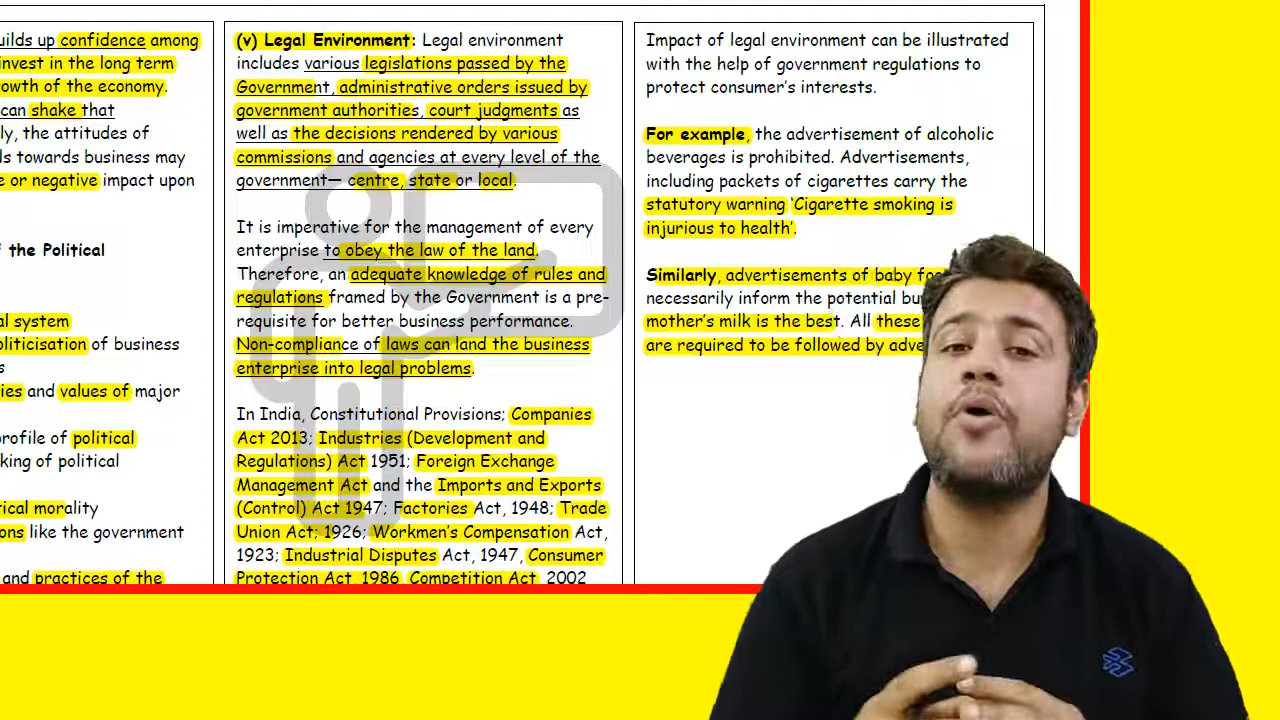 uilds up confidence among
invest in the long term
owth of the economy.
can shake that
ly, the attitudes of
ls towards business may
e or negative impact upon
the Political
al system
oliticisation of business
s
ies and values of major
profile of political
king of political
tical morality
ons like the government
and practices of the
(v) Legal Environment: Legal environment
includes various legislations passed by the
Government, administrative orders issued by
government authorities, court judgments as
well as the decisions rendered by various
commissions and agencies at every level of the
government— centre, state or local.
It is imperative for the management of every
enterprise to obey the law of the land.
Therefore, an adequate knowledge of rules and
regulations framed by the Government is a pre-
requisite for better business performance.
Non-compliance of laws can land the business
enterprise into legal problems.
In India, Constitutional Provisions; Companies
Act 2013; Industries (Development and
Regulations) Act 1951; Foreign Exchange
Management Act and the Imports and Exports
(Control) Act 1947; Factories Act, 1948; Trade
Union Act; 1926; Workmen's Compensation Act,
1923; Industrial Disputes Act, 1947, Consumer
Protection Act, 1986, Competition Act, 2002
Impact of legal environment can be illustrated
with the help of government regulations to
protect consumer's interests.
For example, the advertisement of alcoholic
beverages is prohibited. Advertisements,
including packets of cigarettes carry the
statutory warning 'Cigarette smoking is
injurious to health'.
Similarly, advertisements of baby fo
necessarily inform the potential bu
mother's milk is the best. All these
are required to be followed by adve